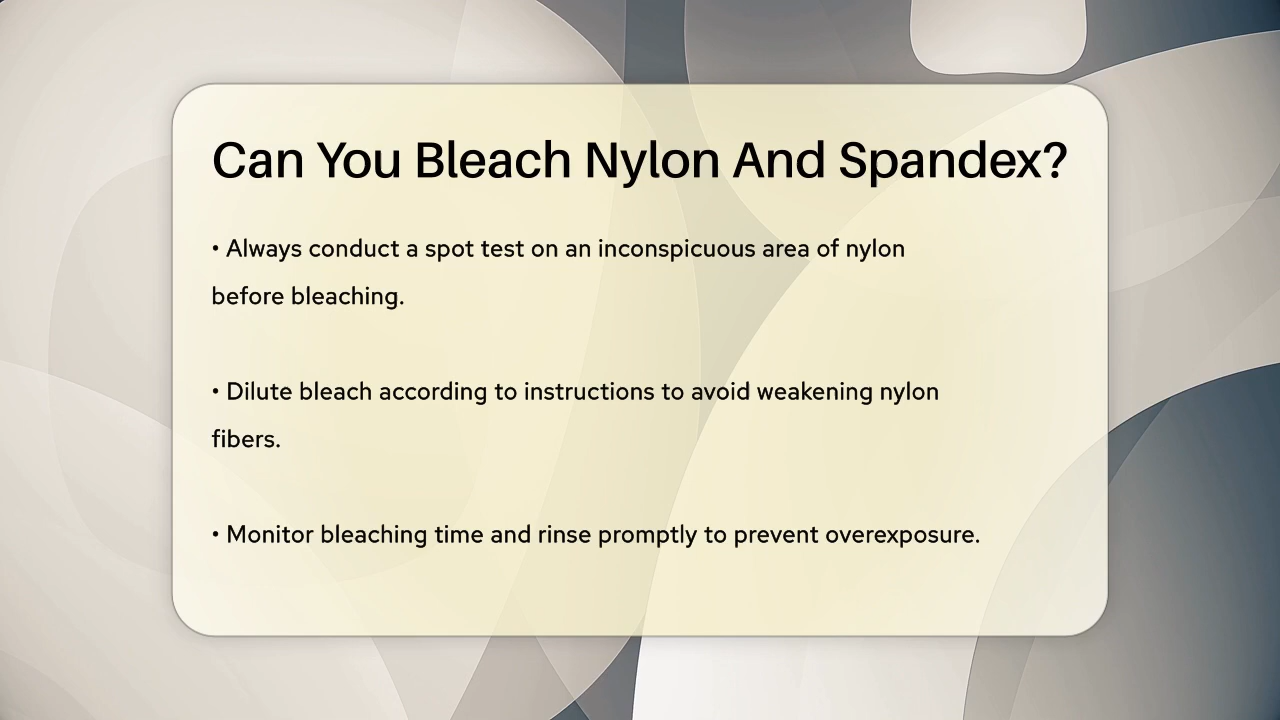 Can You Bleach Nylon And Spandex?
• Always conduct a spot test on an inconspicuous area of nylon
before bleaching.
• Dilute bleach according to instructions to avoid weakening nylon
fibers.
• Monitor bleaching time and rinse promptly to prevent overexposure.